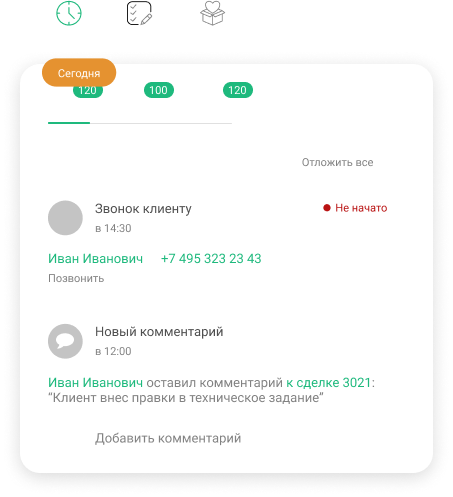 Сегодня
120 100 120
Отложить все
Звонок клиенту
Не начато
в 14:30
Иван Иванович +7 495 323 23 43
Позвонить
Новый комментарий
в 12:00
Иван Иванович оставил комментарий к сделке 3021:
“Клиент внес правки в техническое задание”
Добавить комментарий